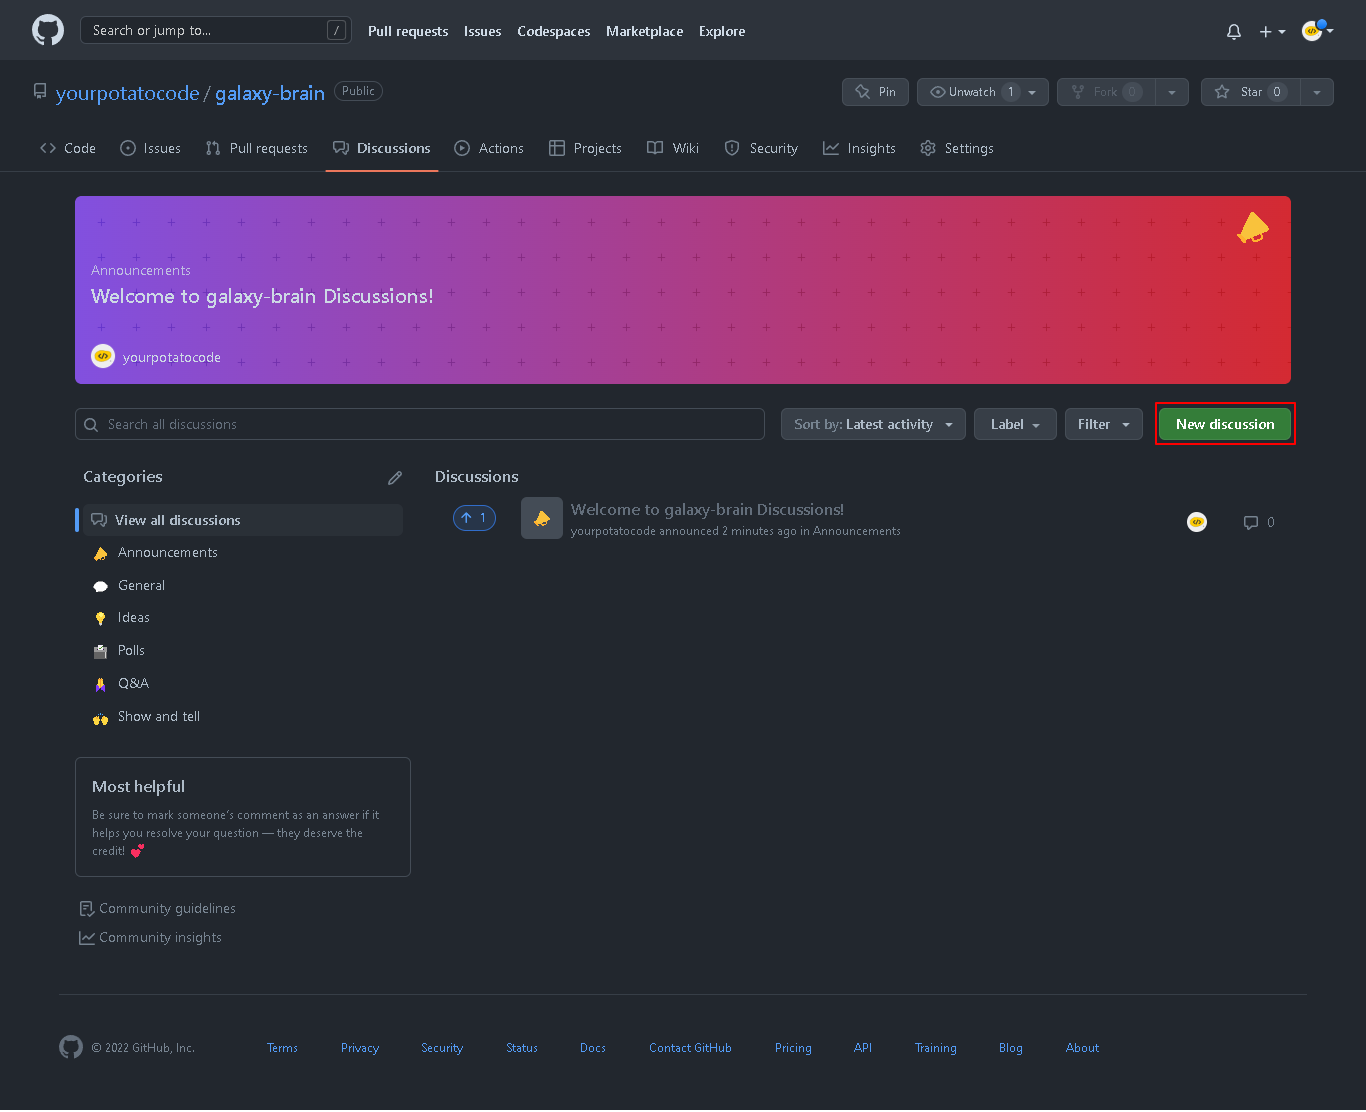 Search or jump to... / Pull requests Issues Codespaces Marketplace Explore
yourpotatocode / galaxy-brain Public Pin Unwatch 1 Fork 0 Star 0
Code Issues Pull requests Discussions Actions Projects Wiki Security Insights Settings
Announcements
Welcome to galaxy-brain Discussions!
yourpotatocode
Search all discussions Sort by: Latest activity Label Filter New discussion
Categories
View all discussions
Announcements
General
Ideas
Polls
Q&A
Show and tell
Discussions
1 Welcome to galaxy-brain Discussions! 0
yourpotatocode announced 2 minutes ago in Announcements
Most helpful
Be sure to mark someone's comment as an answer if it
helps you resolve your question — they deserve the
credit! 💕
Community guidelines
Community insights
© 2022 GitHub, Inc. Terms Privacy Security Status Docs Contact GitHub Pricing API Training Blog About